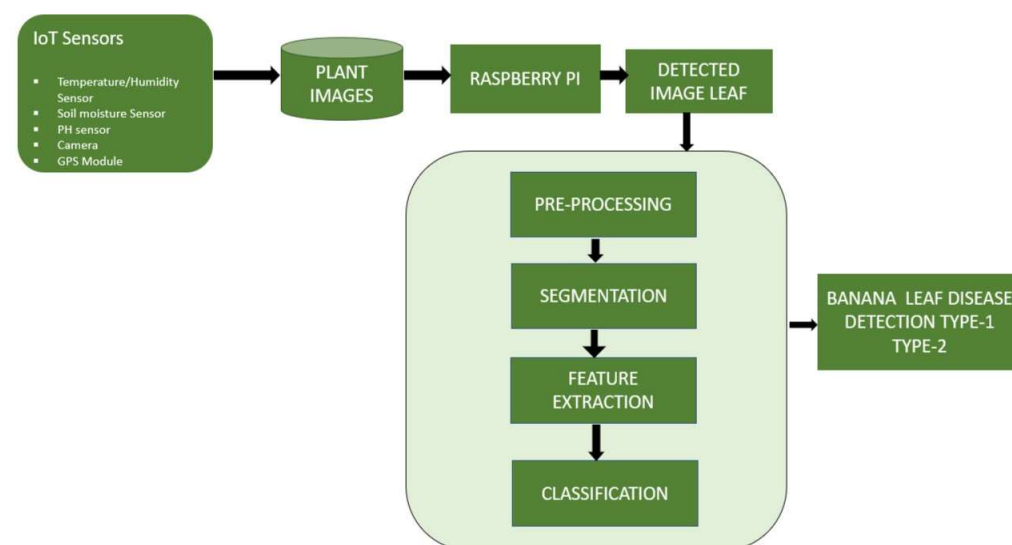 IoT Sensors
Temperature/Humidity
Sensor
Soil moisture Sensor
PH sensor
Camera
GPS Module
PLANT
IMAGES
RASPBERRY PI
DETECTED
IMAGE LEAF
PRE-PROCESSING
SEGMENTATION
FEATURE
EXTRACTION
CLASSIFICATION
BANANA LEAF DISEASE
DETECTION TYPE-1
TYPE-2